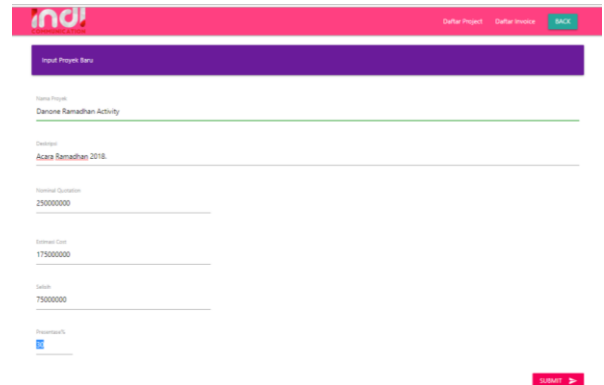 indi
COMMUNICATION
Daftar Project Daftar Invoice BACK
Input Proyek Baru
Nama Proyek
Danone Ramadhan Activity
Deskripsi
Acara Ramadhan 2018.
Nominal Quotation
250000000
Estimasi Cost
175000000
Selisih
75000000
Presentase%
30
SUBMIT